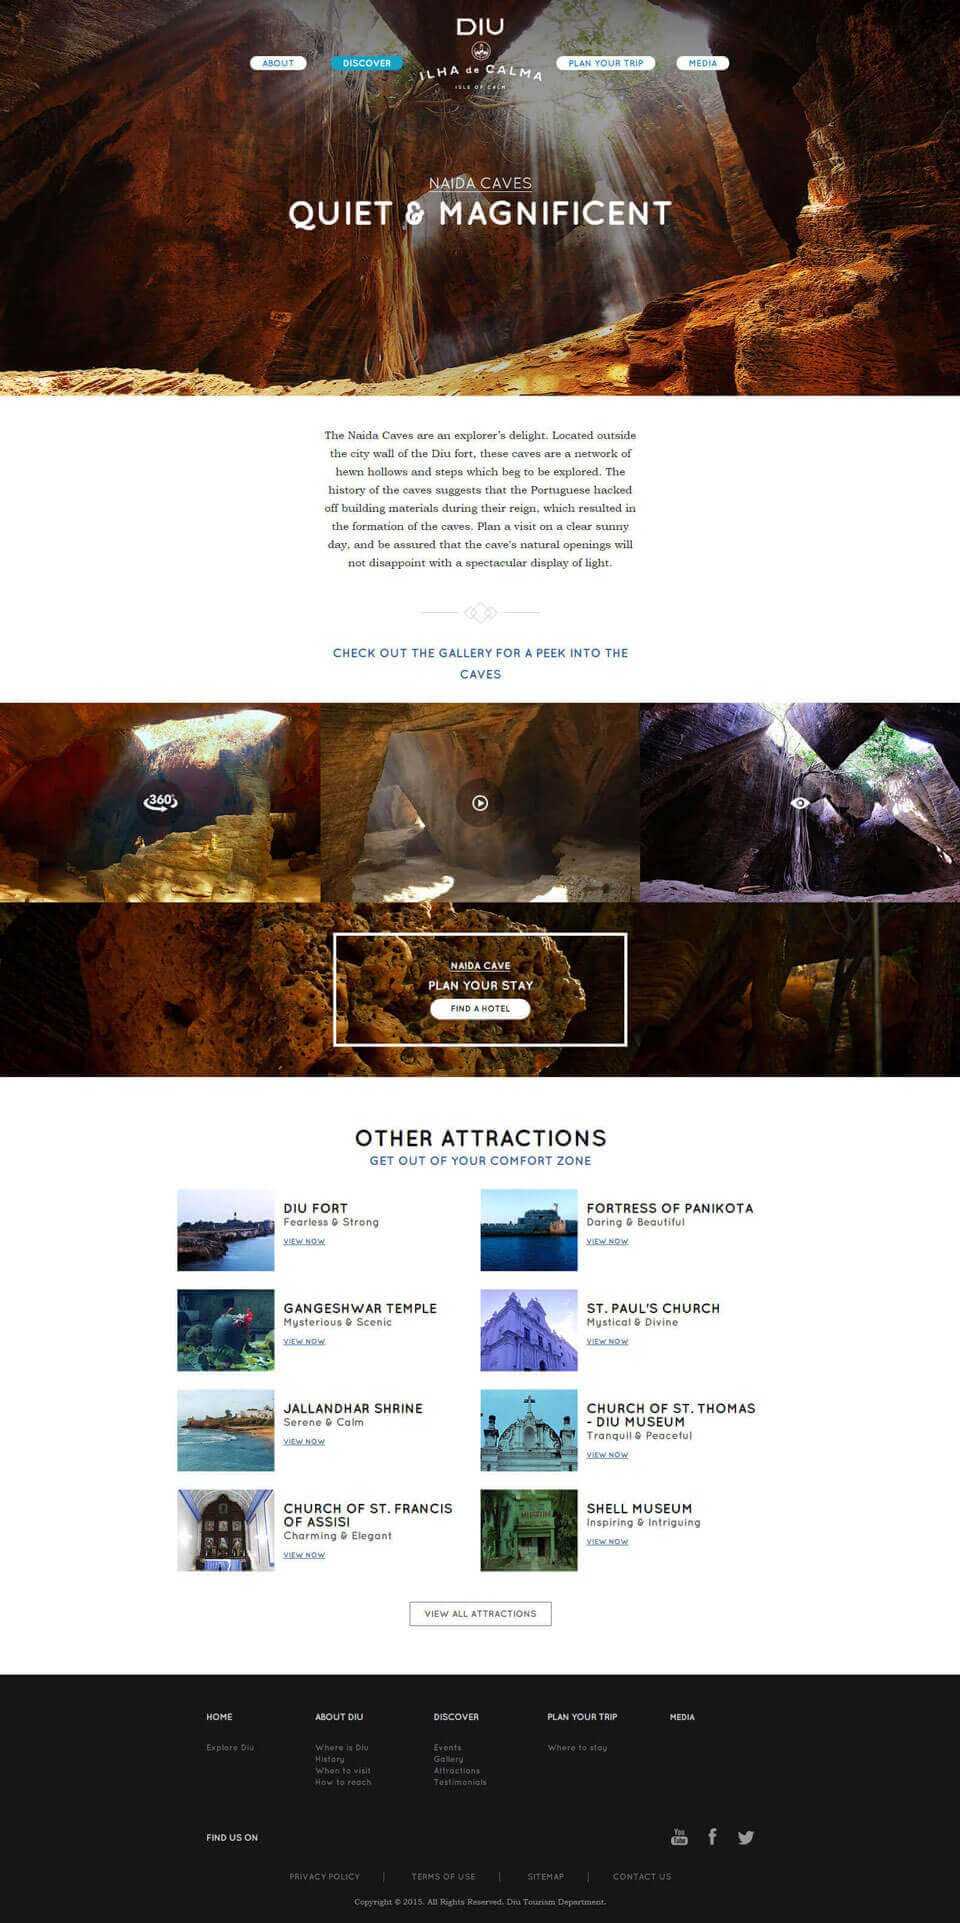 DIU
ABOUT
DISCOVER
ILHA de CALMA
ISLE OF CALM
PLAN YOUR TRIP
MEDIA
NAIDA CAVES
QUIET & MAGNIFICENT
The Naida Caves are an explorer's delight. Located outside
the city wall of the Diu fort, these caves are a network of
hewn hollows and steps which beg to be explored. The
history of the caves suggests that the Portuguese hacked
off building materials during their reign, which resulted in
the formation of the caves. Plan a visit on a clear sunny
day, and be assured that the cave's natural openings will
not disappoint with a spectacular display of light.
CHECK OUT THE GALLERY FOR A PEEK INTO THE
CAVES
360°
NAIDA CAVE
PLAN YOUR STAY
FIND A HOTEL
OTHER ATTRACTIONS
GET OUT OF YOUR COMFORT ZONE
DIU FORT
Fearless & Strong
VIEW NOW
FORTRESS OF PANIKOTA
Daring & Beautiful
VIEW NOW
GANGESHWAR TEMPLE
Mysterious & Scenic
VIEW NOW
ST. PAUL'S CHURCH
Mystical & Divine
VIEW NOW
JALLANDHAR SHRINE
Serene & Calm
VIEW NOW
CHURCH OF ST. THOMAS
- DIU MUSEUM
Tranquil & Peaceful
VIEW NOW
CHURCH OF ST. FRANCIS
OF ASSISI
Charming & Elegant
VIEW NOW
MUSEUM
SHELL MUSEUM
Inspiring & Intriguing
VIEW NOW
VIEW ALL ATTRACTIONS
HOME
Explore Diu
ABOUT DIU
Where is Diu
History
When to visit
How to reach
DISCOVER
Events
Gallery
Attractions
Testimonials
PLAN YOUR TRIP
Where to stay
MEDIA
FIND US ON
You
Tube
PRIVACY POLICY
TERMS OF USE
SITEMAP
CONTACT US
Copyright © 2015. All Rights Reserved. Diu Tourism Department.